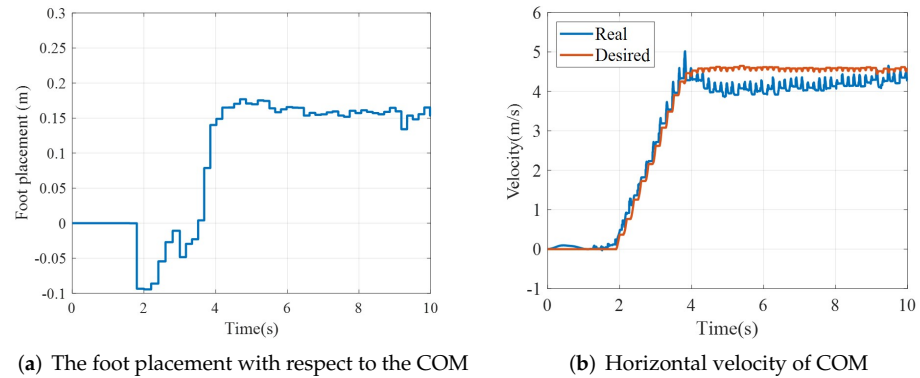 0.3
0.25
0.2
0.15
0.1
0.05
0
-0.05
-0.1
Foot placement (m)
0 2 4 6 8 10
Time(s)
(a) The foot placement with respect to the COM
6
5
4
3
2
1
0
-1
Velocity(m/s)
Real
Desired
0 2 4 6 8 10
Time(s)
(b) Horizontal velocity of COM